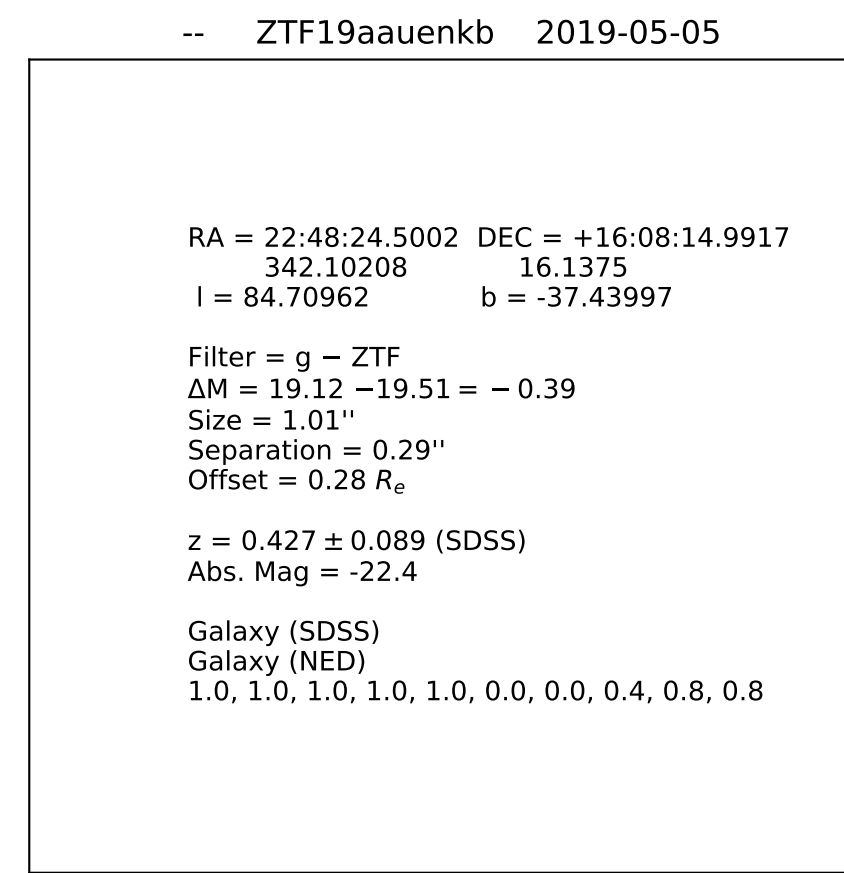 -- ZTF19aauenkb 2019-05-05
RA = 22:48:24.5002 DEC = +16:08:14.9917
342.10208 16.1375
l = 84.70962 b = -37.43997
Filter = g − ZTF
ΔM = 19.12 −19.51 = − 0.39
Size = 1.01''
Separation = 0.29''
Offset = 0.28 Re
z = 0.427 ± 0.089 (SDSS)
Abs. Mag = -22.4
Galaxy (SDSS)
Galaxy (NED)
1.0, 1.0, 1.0, 1.0, 1.0, 0.0, 0.0, 0.4, 0.8, 0.8